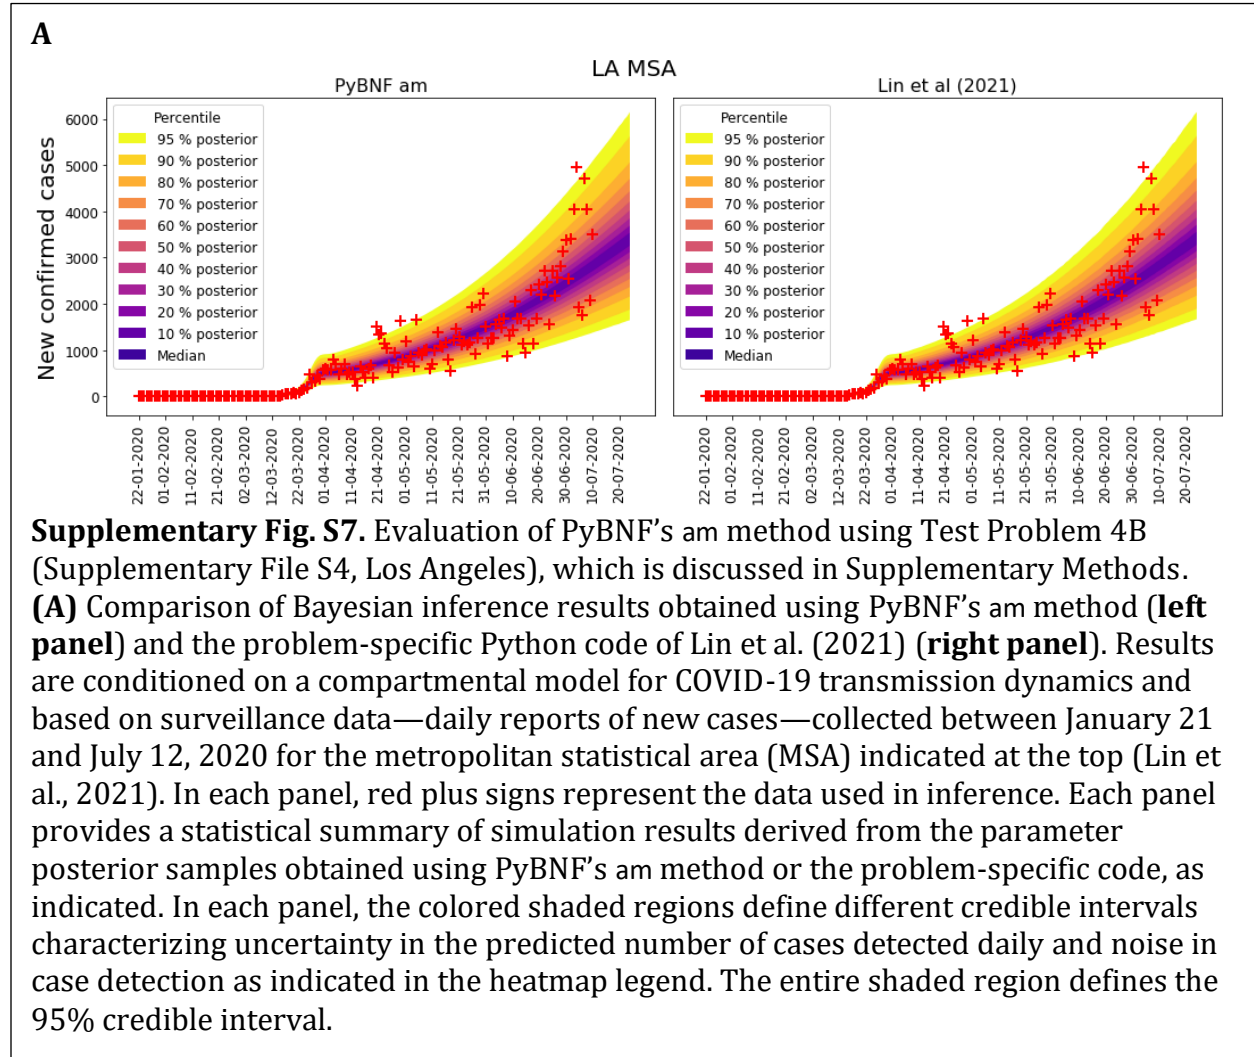 A
LA MSA
PyBNF am
Lin et al (2021)
New confirmed cases
6000
5000
4000
3000
2000
1000
0
Percentile
95 % posterior
90 % posterior
80 % posterior
70 % posterior
60 % posterior
50 % posterior
40 % posterior
30 % posterior
20 % posterior
10 % posterior
Median
Percentile
95 % posterior
90 % posterior
80 % posterior
70 % posterior
60 % posterior
50 % posterior
40 % posterior
30 % posterior
20 % posterior
10 % posterior
Median
22-01-2020
01-02-2020
11-02-2020
21-02-2020
02-03-2020
12-03-2020
22-03-2020
01-04-2020
11-04-2020
21-04-2020
01-05-2020
11-05-2020
21-05-2020
31-05-2020
10-06-2020
20-06-2020
30-06-2020
10-07-2020
20-07-2020
22-01-2020
01-02-2020
11-02-2020
21-02-2020
02-03-2020
12-03-2020
22-03-2020
01-04-2020
11-04-2020
21-04-2020
01-05-2020
11-05-2020
21-05-2020
31-05-2020
10-06-2020
20-06-2020
30-06-2020
10-07-2020
20-07-2020
Supplementary Fig. S7. Evaluation of PyBNF’s am method using Test Problem 4B
(Supplementary File S4, Los Angeles), which is discussed in Supplementary Methods.
(A) Comparison of Bayesian inference results obtained using PyBNF’s am method (left
panel) and the problem-specific Python code of Lin et al. (2021) (right panel). Results
are conditioned on a compartmental model for COVID-19 transmission dynamics and
based on surveillance data—daily reports of new cases—collected between January 21
and July 12, 2020 for the metropolitan statistical area (MSA) indicated at the top (Lin et
al., 2021). In each panel, red plus signs represent the data used in inference. Each panel
provides a statistical summary of simulation results derived from the parameter
posterior samples obtained using PyBNF’s am method or the problem-specific code, as
indicated. In each panel, the colored shaded regions define different credible intervals
characterizing uncertainty in the predicted number of cases detected daily and noise in
case detection as indicated in the heatmap legend. The entire shaded region defines the
95% credible interval.